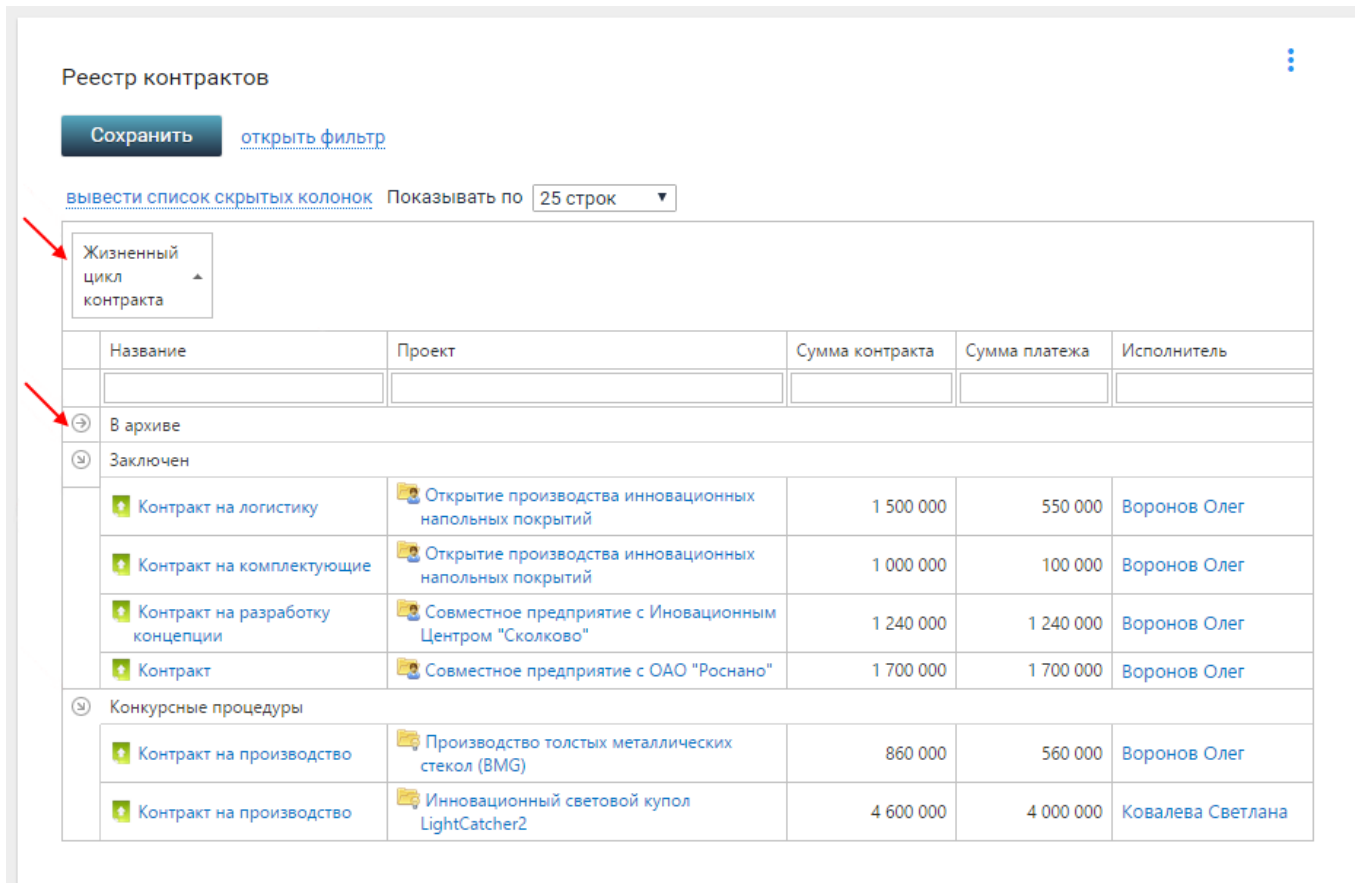 Реестр контрактов
Сохранить открыть фильтр
вывести список скрытых колонок Показывать по 25 строк
Жизненный
цикл
контракта
Название Проект Сумма контракта Сумма платежа Исполнитель
В архиве
Заключен
Контракт на логистику Открытие производства инновационных напольных покрытий 1 500 000 550 000 Воронов Олег
Контракт на комплектующие Открытие производства инновационных напольных покрытий 1 000 000 100 000 Воронов Олег
Контракт на разработку концепции Совместное предприятие с Иновационным Центром "Сколково" 1 240 000 1 240 000 Воронов Олег
Контракт Совместное предприятие с ОАО "Роснано" 1 700 000 1 700 000 Воронов Олег
Конкурсные процедуры
Контракт на производство Производство толстых металлических стекол (BMG) 860 000 560 000 Воронов Олег
Контракт на производство Инновационный световой купол LightCatcher2 4 600 000 4 000 000 Ковалева Светлана